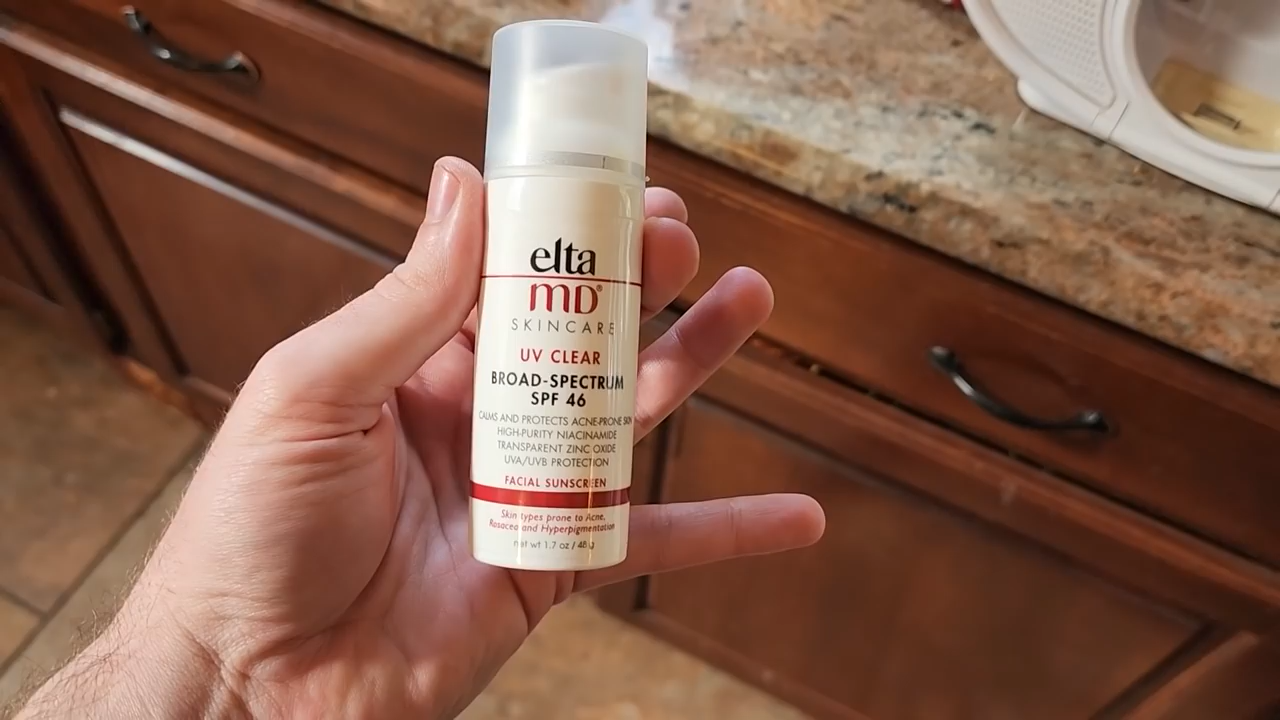 elta
MD®
SKINCARE
UV CLEAR
BROAD-SPECTRUM
SPF 46
CALMS AND PROTECTS ACNE-PRONE SKIN
HIGH-PURITY NIACINAMIDE
TRANSPARENT ZINC OXIDE
UVA/UVB PROTECTION
FACIAL SUNSCREEN
Skin types prone to Acne,
Rosacea and Hyperpigmentation
net wt 1.7 oz / 48 g